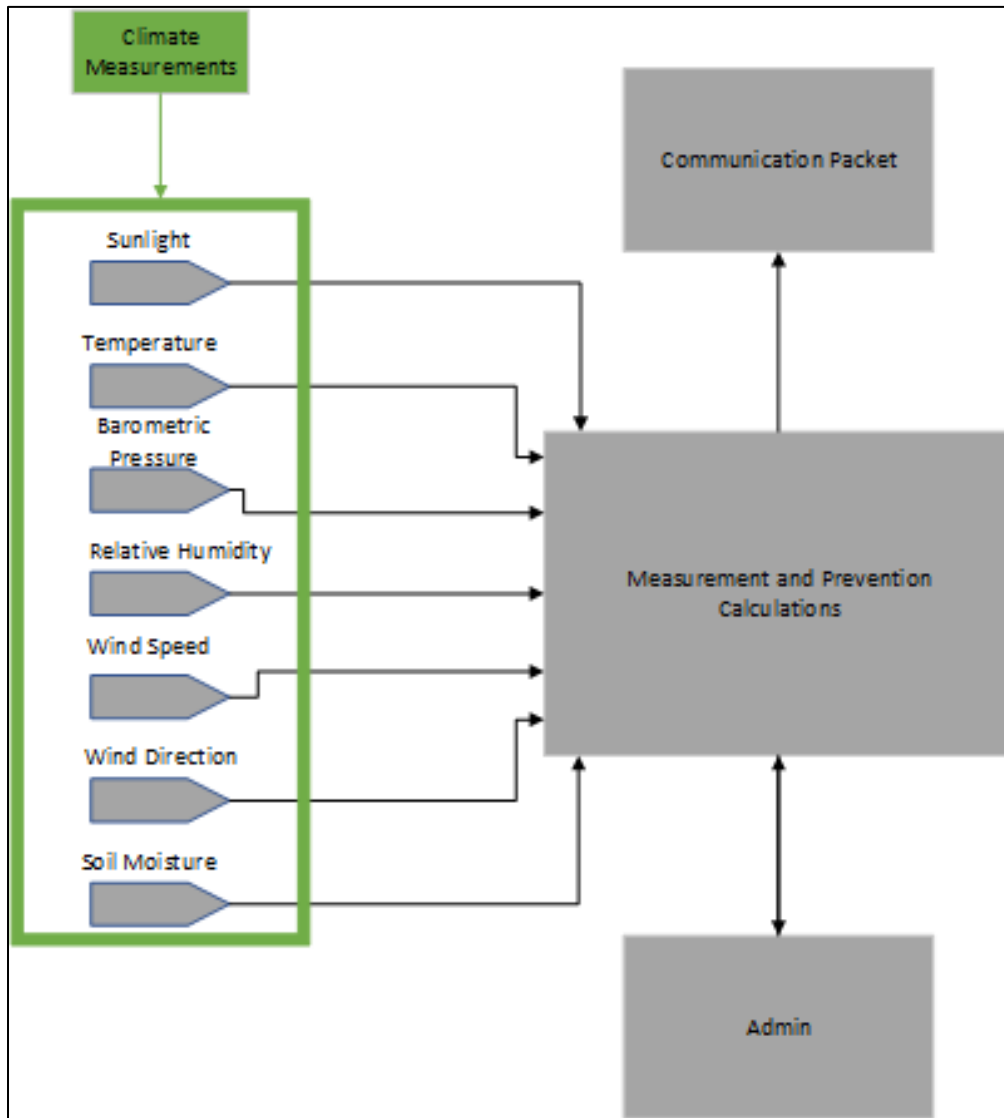 Climate
Measurements
Communication Packet
Sunlight
Temperature
Barometric
Pressure
Relative Humidity
Wind Speed
Wind Direction
Soil Moisture
Measurement and Prevention
Calculations
Admin